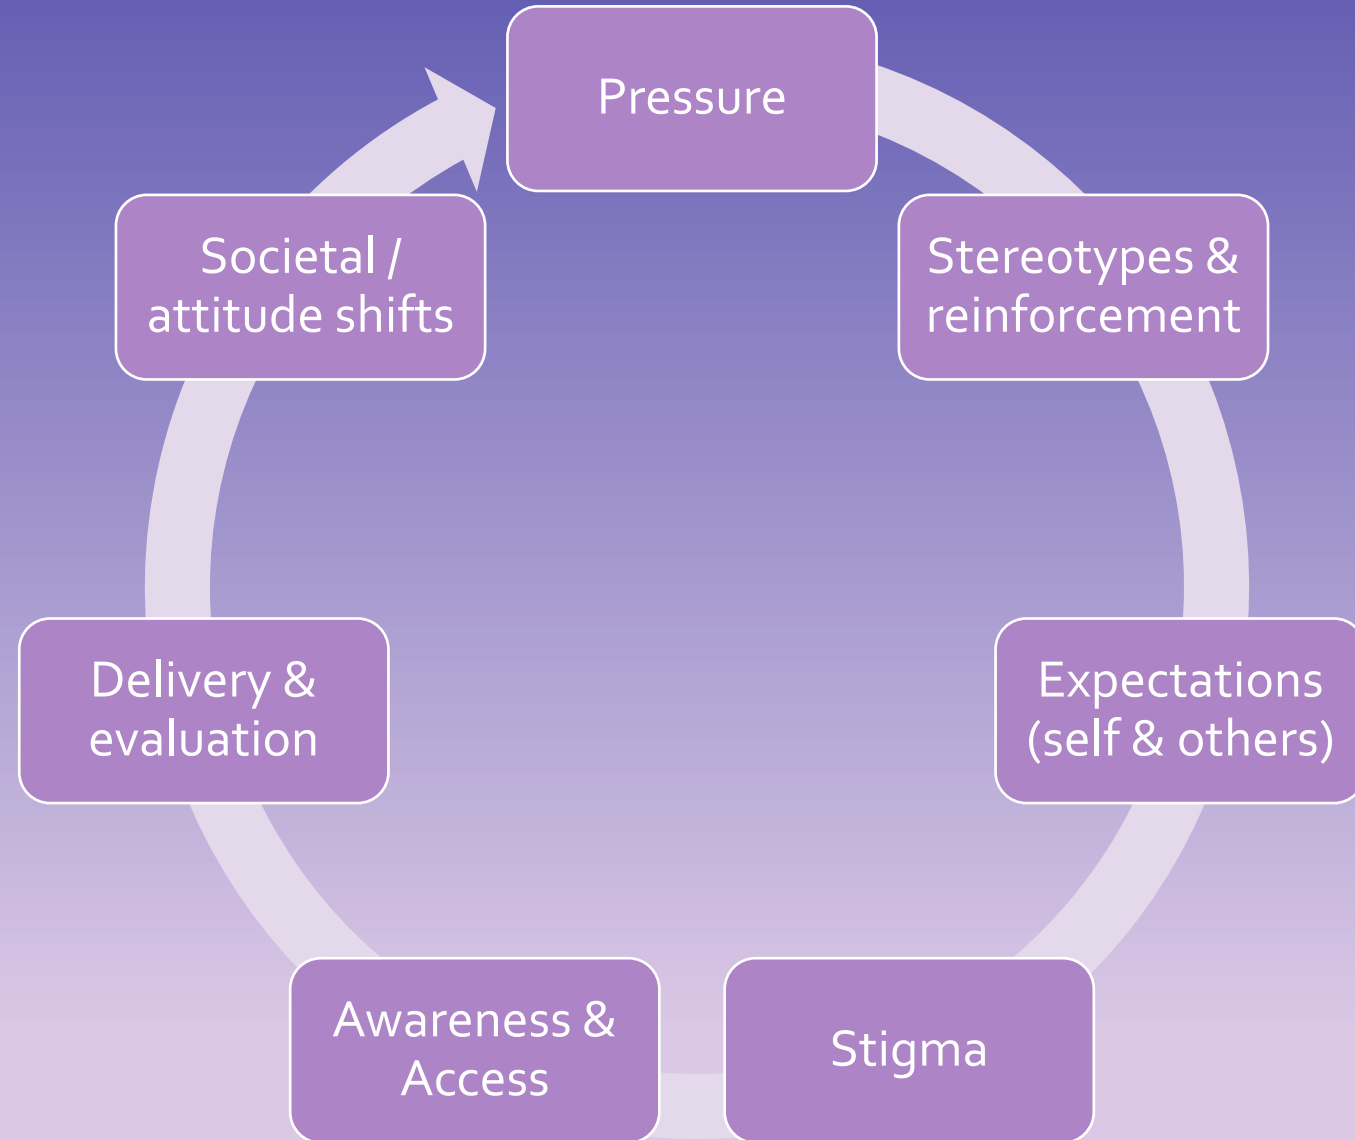 Pressure
Stereotypes &
reinforcement
Expectations
(self & others)
Stigma
Awareness &
Access
Delivery &
evaluation
Societal /
attitude shifts